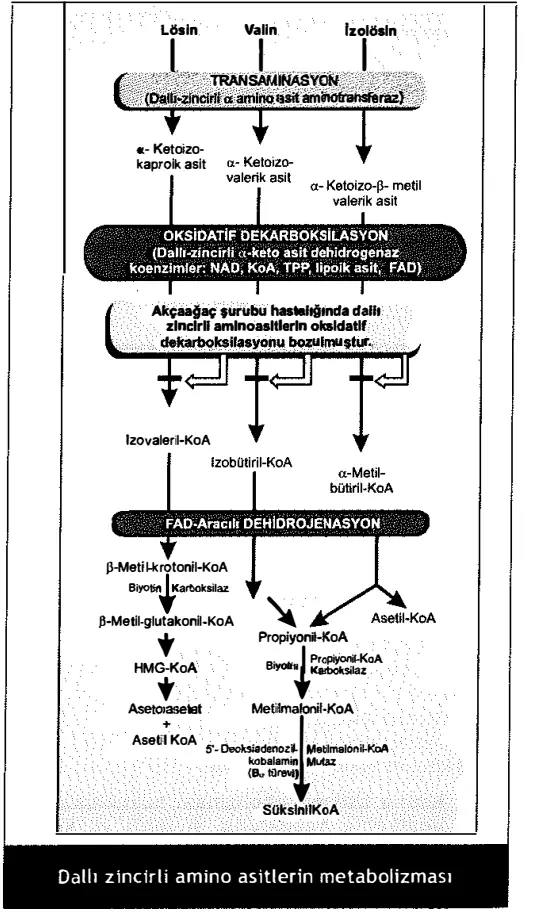 Lösin Valin İzolösin
TRANSAMİNASYON
(Dallı-zincirli α amino asit aminotransferaz)
α- Ketoizo-
kaproik asit
α- Ketoizo-
valerik asit
α- Ketoizo-β- metil
valerik asit
OKSİDATİF DEKARBOKSİLASYON
(Dallı-zincirli α-keto asit dehidrogenaz
koenzimler: NAD, KoA, TPP, lipoik asit, FAD)
Akçaağaç şurubu hastalığında dallı
zincirli aminoasitlerin oksidatif
dekarboksilasyonu bozulmuştur.
İzovaleril-KoA
İzobütiril-KoA
α-Metil-
bütiril-KoA
FAD-Aracılı DEHİDROJENASYON
β-Metil-krotonil-KoA
Biyotin Karboksilaz
β-Metil-glutakonil-KoA
HMG-KoA
Asetoasetat
+
Asetil KoA
Asetil-KoA
Propiyonil-KoA
Biyotin Propiyonil-KoA
Karboksilaz
Metilmalonil-KoA
5'- Deoksiadenozil-
kobalamin
(B₁₂ türevi)
Metilmalonil-KoA
Mutaz
SüksinilKoA
Dallı zincirli amino asitlerin metabolizması